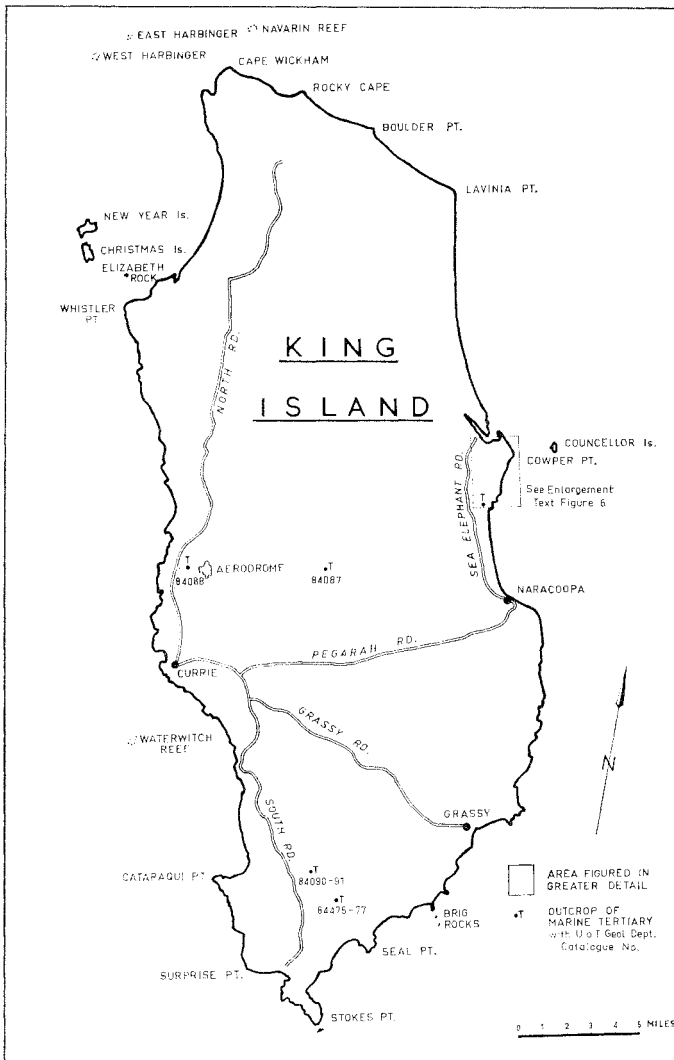 EAST HARBINGER
NAVARIN REEF
WEST HARBINGER
CAPE WICKHAM
ROCKY CAPE
BOULDER PT.
LAVINIA PT.
NEW YEAR Is.
CHRISTMAS Is.
ELIZABETH
ROCK
WHISTLER
PT.
KING
ISLAND
NORTH RD.
COUNCELLOR Is.
COWPER PT.
SEA ELEPHANT RD.
See Enlargement
Text Figure 6
T
T
84088
AERODROME
T
84087
NARACOOPA
PEGARAH RD.
CURRIE
GRASSY RD.
WATERWITCH
REEF
SOUTH RD.
N
GRASSY
T
84090-91
T
84475-77
CATARAQUI PT.
BRIG
ROCKS
SEAL PT.
SURPRISE PT.
STOKES PT.
AREA FIGURED IN
GREATER DETAIL
T
OUTCROP OF
MARINE TERTIARY
with U of T Geol Dept.
Catalogue No.
0 1 2 3 4 5 MILES